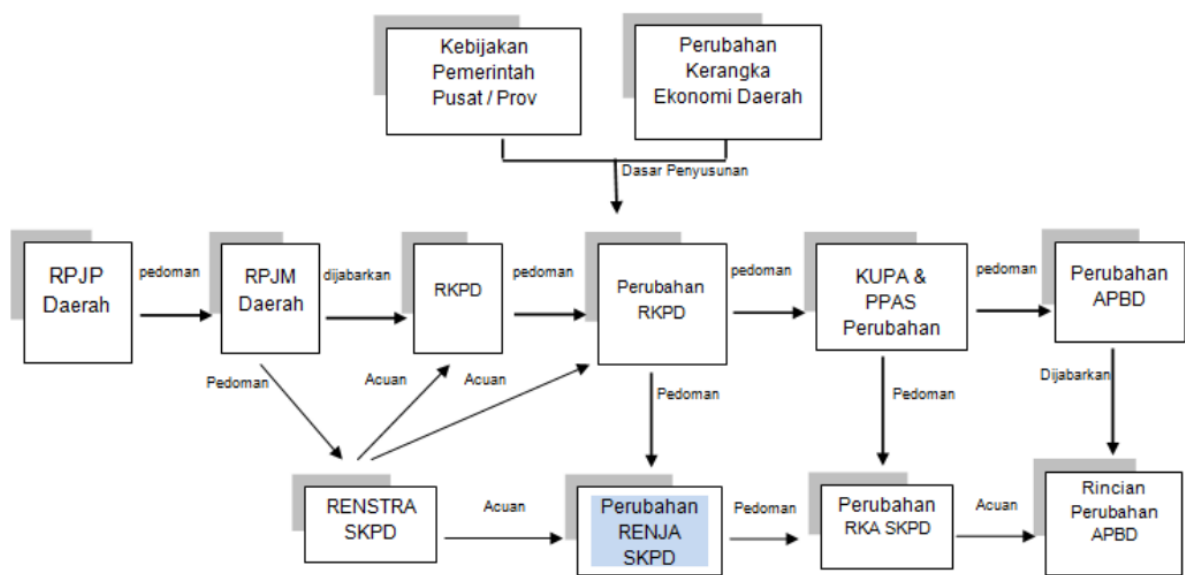 Kebijakan
Pemerintah
Pusat / Prov
Perubahan
Kerangka
Ekonomi Daerah
Dasar Penyusunan
RPJP
Daerah
pedoman
RPJM
Daerah
dijabarkan
RKPD
pedoman
Perubahan
RKPD
pedoman
KUPA &
PPAS
Perubahan
pedoman
Perubahan
APBD
Pedoman
Acuan
Acuan
Pedoman
Pedoman
Dijabarkan
RENSTRA
SKPD
Acuan
Perubahan
RENJA
SKPD
Pedoman
Perubahan
RKA SKPD
Acuan
Rincian
Perubahan
APBD